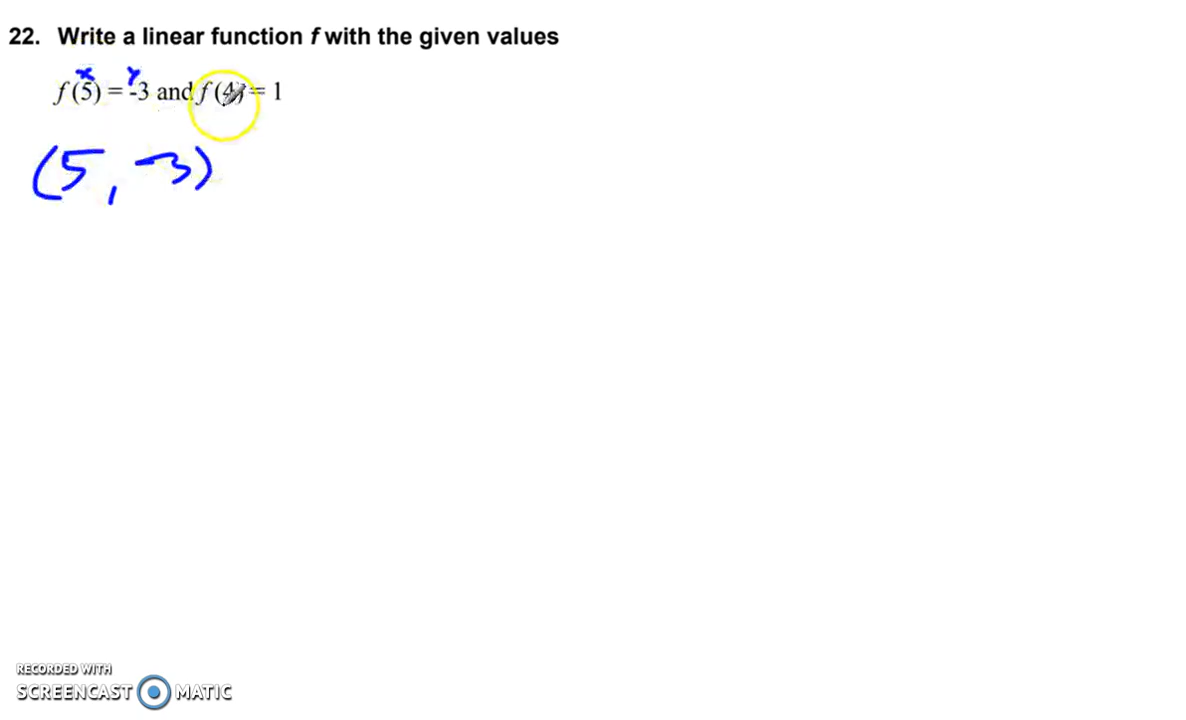 22. Write a linear function f with the given values
x y
f (5) = -3 and f (4) = 1
(5, -3)
RECORDED WITH
SCREENCAST MATIC